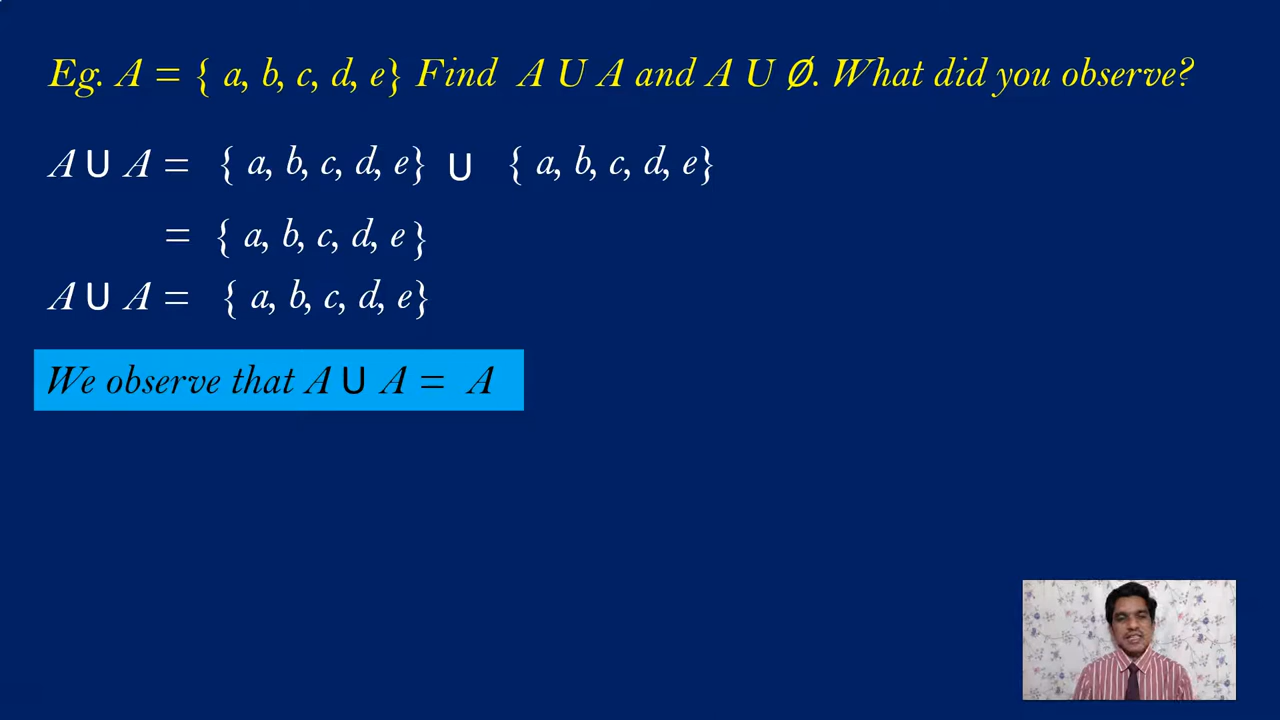 Eg. A = { a, b, c, d, e} Find A U A and A U Ø. What did you observe?
A ∪ A = { a, b, c, d, e} ∪ { a, b, c, d, e}
= { a, b, c, d, e }
A ∪ A = { a, b, c, d, e}
We observe that A ∪ A = A